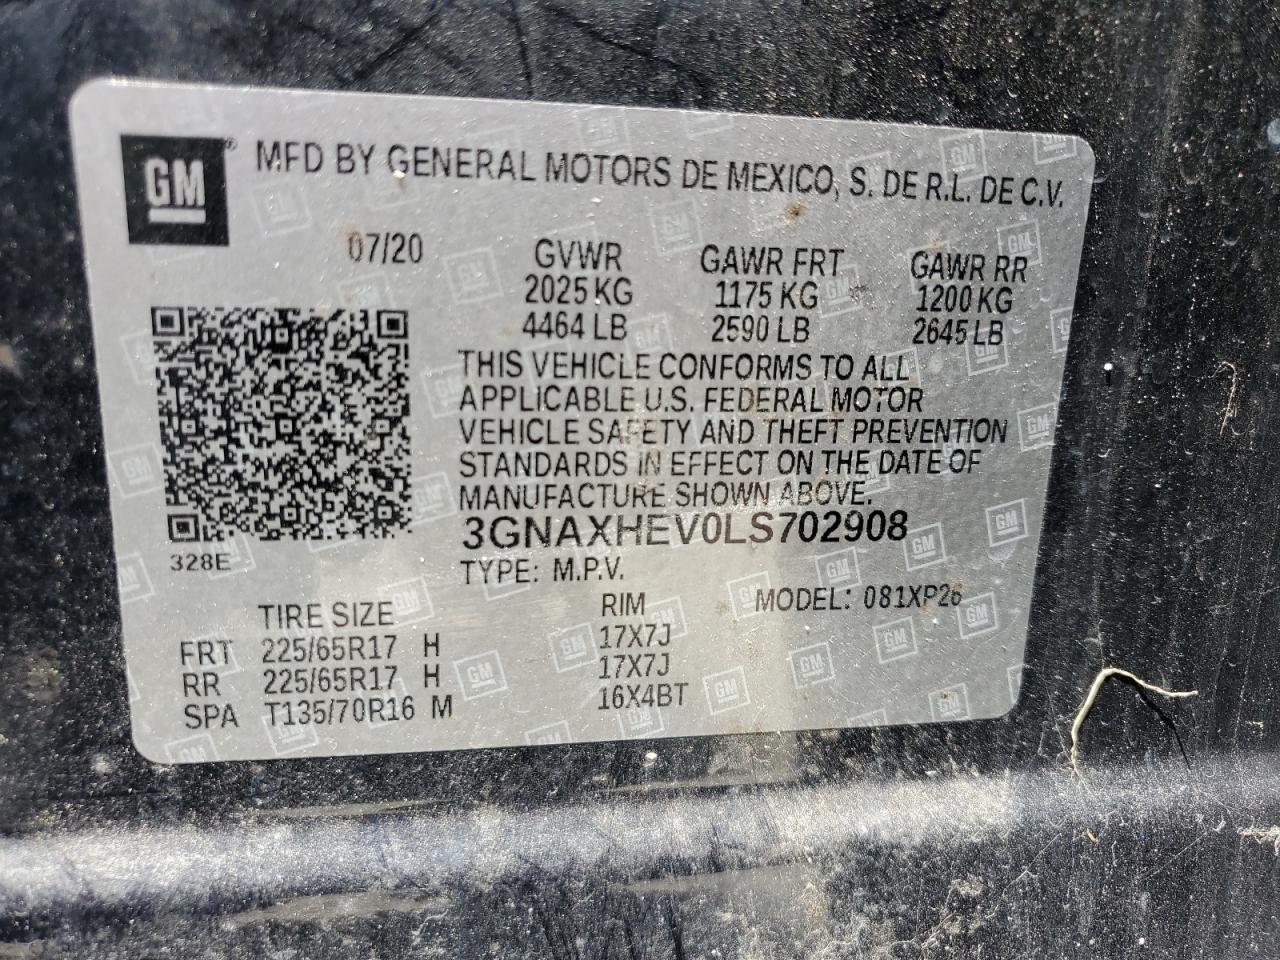 GM
MFD BY GENERAL MOTORS DE MEXICO, S. DE R.L. DE C.V.
07/20 GVWR GAWR FRT GAWR RR
2025 KG 1175 KG 1200 KG
4464 LB 2590 LB 2645 LB
THIS VEHICLE CONFORMS TO ALL
APPLICABLE U.S. FEDERAL MOTOR
VEHICLE SAFETY AND THEFT PREVENTION
STANDARDS IN EFFECT ON THE DATE OF
MANUFACTURE SHOWN ABOVE.
3GNAXHEV0LS702908
328E
TYPE: M.P.V.
TIRE SIZE RIM MODEL: 081XP26
FRT 225/65R17 H 17X7J
RR 225/65R17 H 17X7J
SPA T135/70R16 M 16X4BT